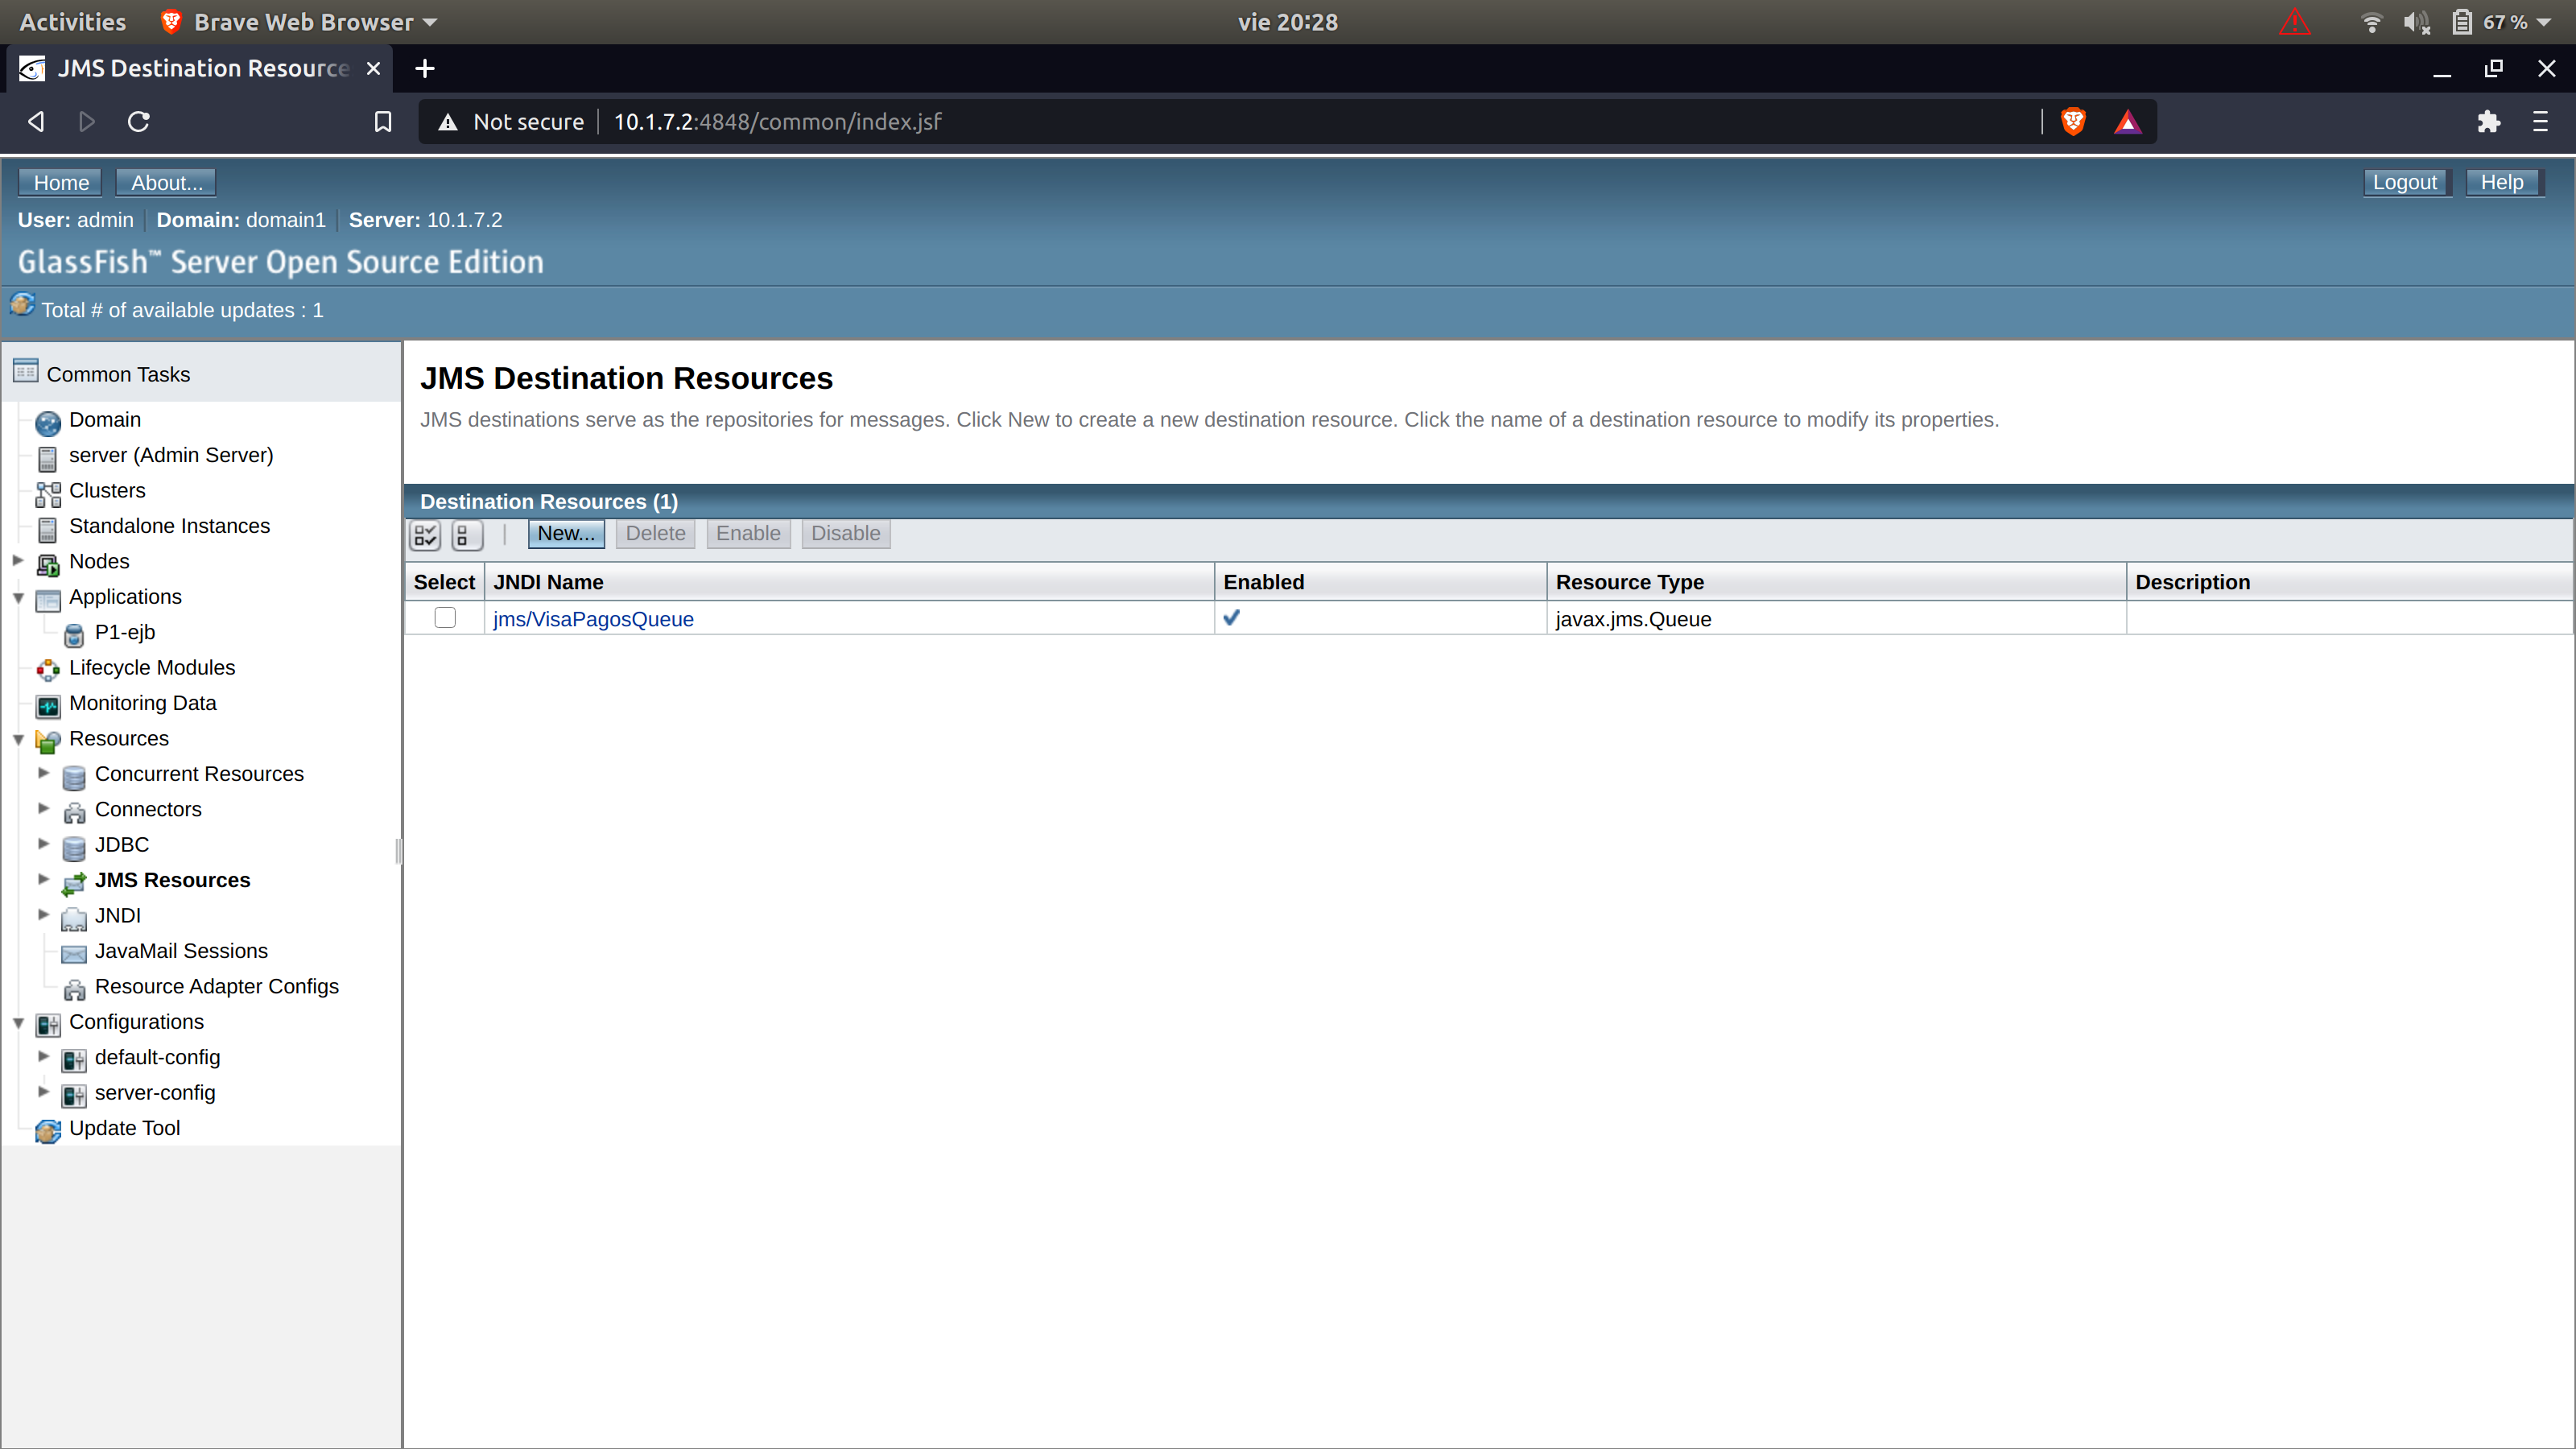 Activities Brave Web Browser vie 20:28 67 %
JMS Destination Resource
Not secure 10.1.7.2:4848/common/index.jsf
Home About... Logout Help
User: admin Domain: domain1 Server: 10.1.7.2
GlassFish™ Server Open Source Edition
Total # of available updates : 1
Common Tasks
Domain
server (Admin Server)
Clusters
Standalone Instances
Nodes
Applications
P1-ejb
Lifecycle Modules
Monitoring Data
Resources
Concurrent Resources
Connectors
JDBC
JMS Resources
JNDI
JavaMail Sessions
Resource Adapter Configs
Configurations
default-config
server-config
Update Tool
JMS Destination Resources
JMS destinations serve as the repositories for messages. Click New to create a new destination resource. Click the name of a destination resource to modify its properties.
Destination Resources (1)
New... Delete Enable Disable
Select JNDI Name Enabled Resource Type Description
jms/VisaPagosQueue javax.jms.Queue